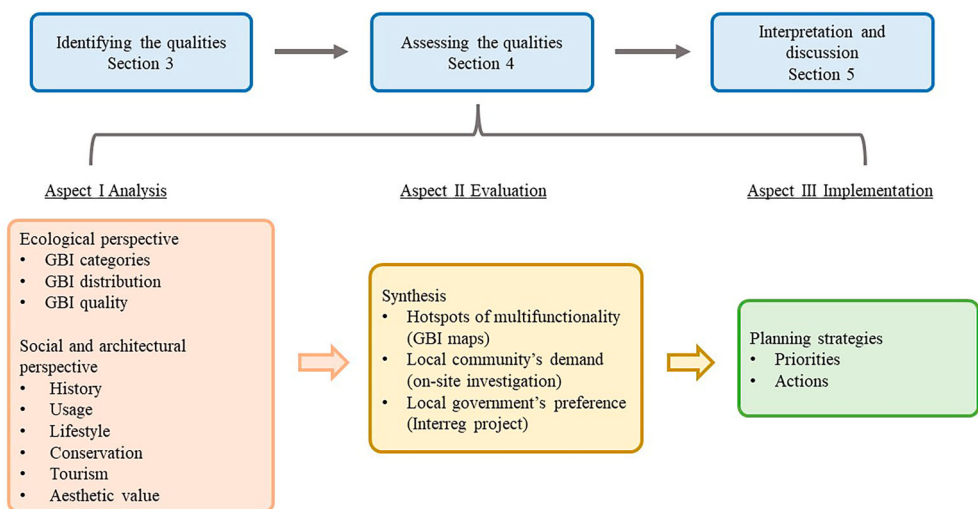 Identifying the qualities
Section 3
Assessing the qualities
Section 4
Interpretation and
discussion
Section 5
Aspect I Analysis
Aspect II Evaluation
Aspect III Implementation
Ecological perspective
• GBI categories
• GBI distribution
• GBI quality
Social and architectural
perspective
• History
• Usage
• Lifestyle
• Conservation
• Tourism
• Aesthetic value
Synthesis
• Hotspots of multifunctionality
(GBI maps)
• Local community’s demand
(on-site investigation)
• Local government’s preference
(Interreg project)
Planning strategies
• Priorities
• Actions